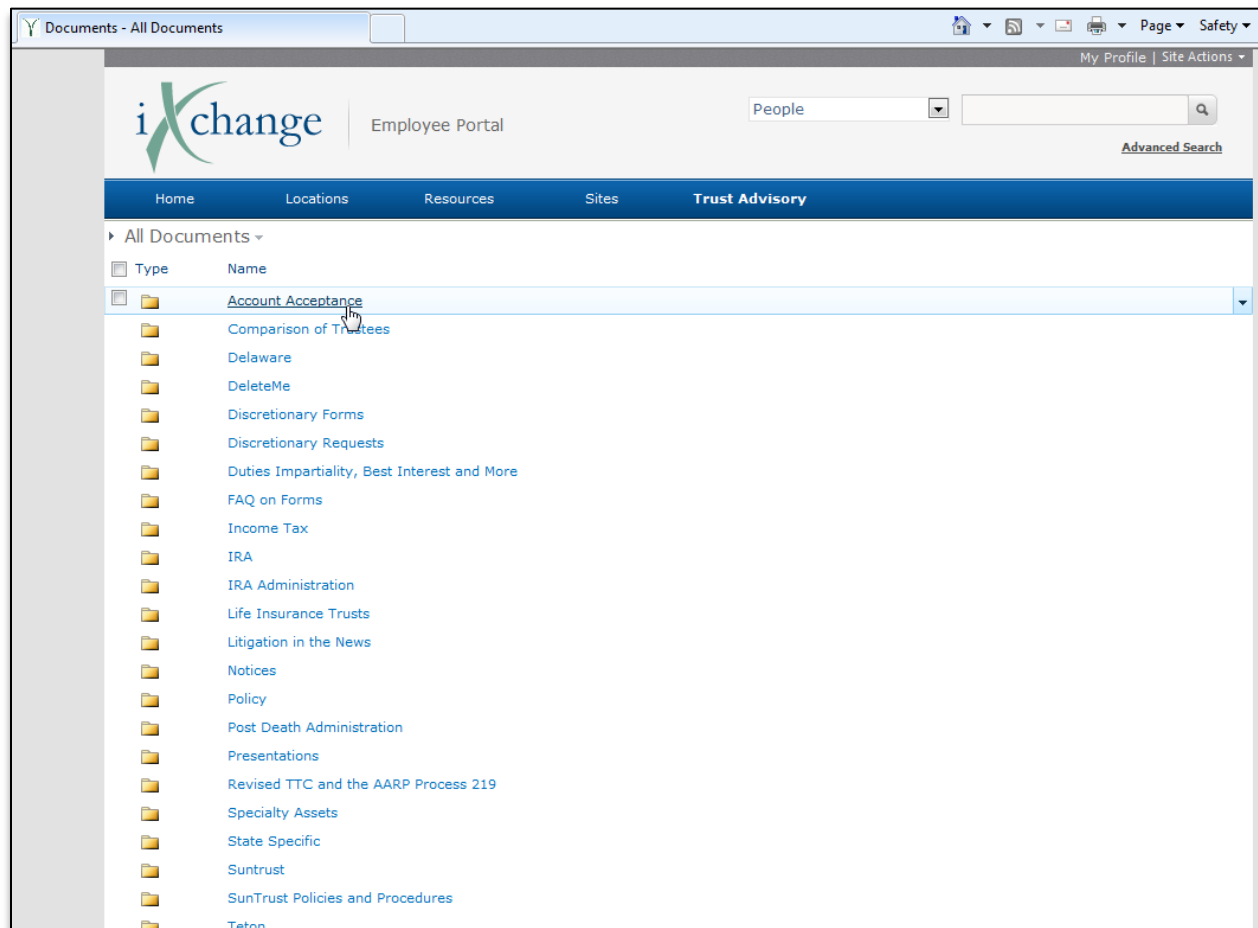 Documents - All Documents
Page Safety
My Profile | Site Actions
iXchange Employee Portal
People
Advanced Search
Home Locations Resources Sites Trust Advisory
All Documents
Type Name
Account Acceptance
Comparison of Trustees
Delaware
DeleteMe
Discretionary Forms
Discretionary Requests
Duties Impartiality, Best Interest and More
FAQ on Forms
Income Tax
IRA
IRA Administration
Life Insurance Trusts
Litigation in the News
Notices
Policy
Post Death Administration
Presentations
Revised TTC and the AARP Process 219
Specialty Assets
State Specific
Suntrust
SunTrust Policies and Procedures
Teton